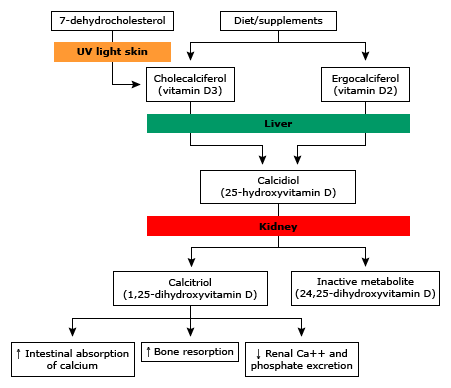 7-dehydrocholesterol
Diet/supplements
UV light skin
Cholecalciferol
(vitamin D3)
Ergocalciferol
(vitamin D2)
Liver
Calcidiol
(25-hydroxyvitamin D)
Kidney
Calcitriol
(1,25-dihydroxyvitamin D)
Inactive metabolite
(24,25-dihydroxyvitamin D)
↑ Intestinal absorption
of calcium
↑ Bone resorption
↓ Renal Ca++ and
phosphate excretion